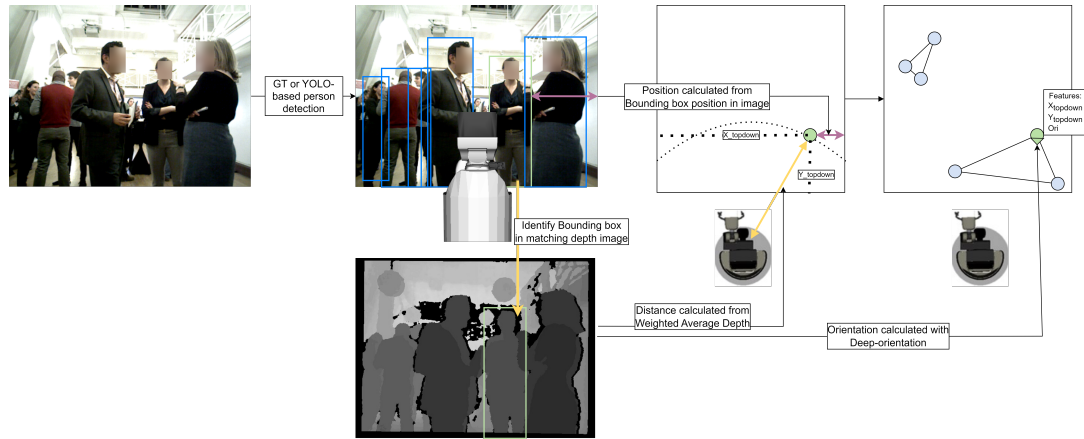 GT or YOLO-
based person
detection
Position calculated from
Bounding box position in image
X_topdown
Y_topdown
Features:
Xtopdown
Ytopdown
Ori
Identify Bounding box
in matching depth image
Distance calculated from
Weighted Average Depth
Orientation calculated with
Deep-orientation